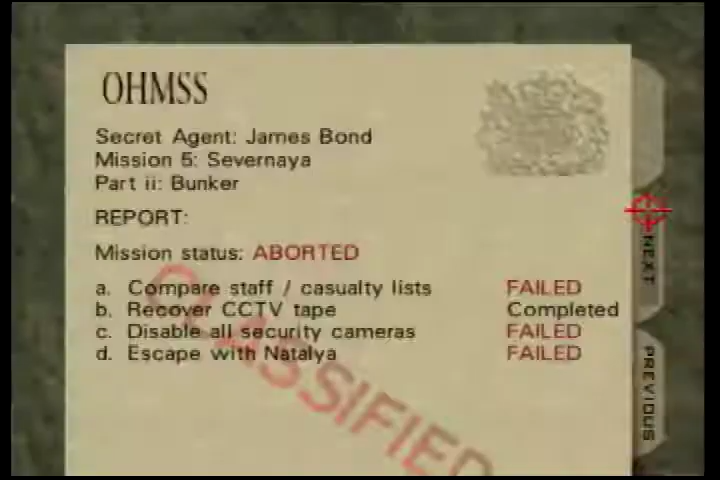 OHMSS
Secret Agent: James Bond
Mission 5: Severnaya
Part ii: Bunker
REPORT:
Mission status: ABORTED
a. Compare staff / casualty lists FAILED
b. Recover CCTV tape Completed
c. Disable all security cameras FAILED
d. Escape with Natalya FAILED
CLASSIFIED
NEXT
PREVIOUS